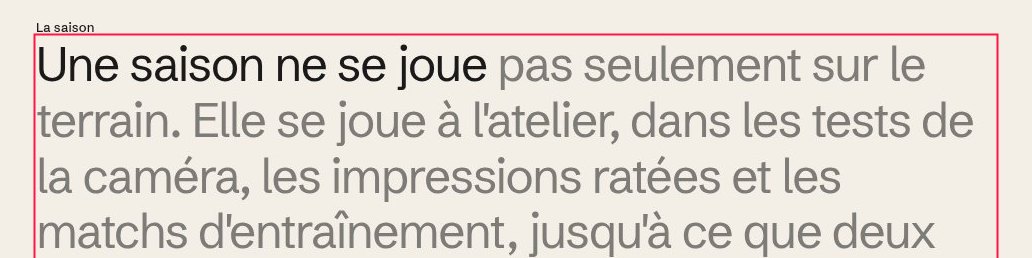 La saison
Une saison ne se joue pas seulement sur le
terrain. Elle se joue à l'atelier, dans les tests de
la caméra, les impressions ratées et les
matchs d'entraînement, jusqu'à ce que deux